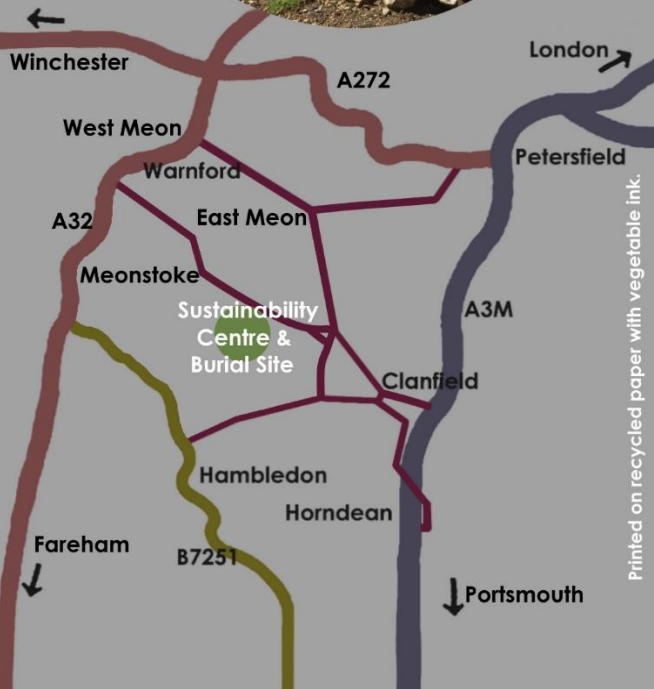 London
Winchester
A272
West Meon
Petersfield
Warnford
East Meon
A32
Meonstoke
Sustainability
Centre &
Burial Site
A3M
Clanfield
Hambledon
Horndean
Fareham
B7251
Portsmouth
Printed on recycled paper with vegetable ink.